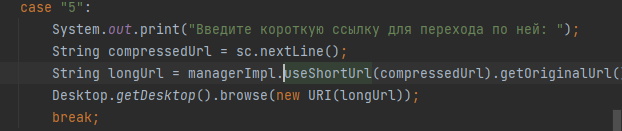 case "5":
System.out.print("Введите короткую ссылку для перехода по ней: ");
String compressedUrl = sc.nextLine();
String longUrl = managerImpl.useShortUrl(compressedUrl).getOriginalUrl()
Desktop.getDesktop().browse(new URI(longUrl));
break;